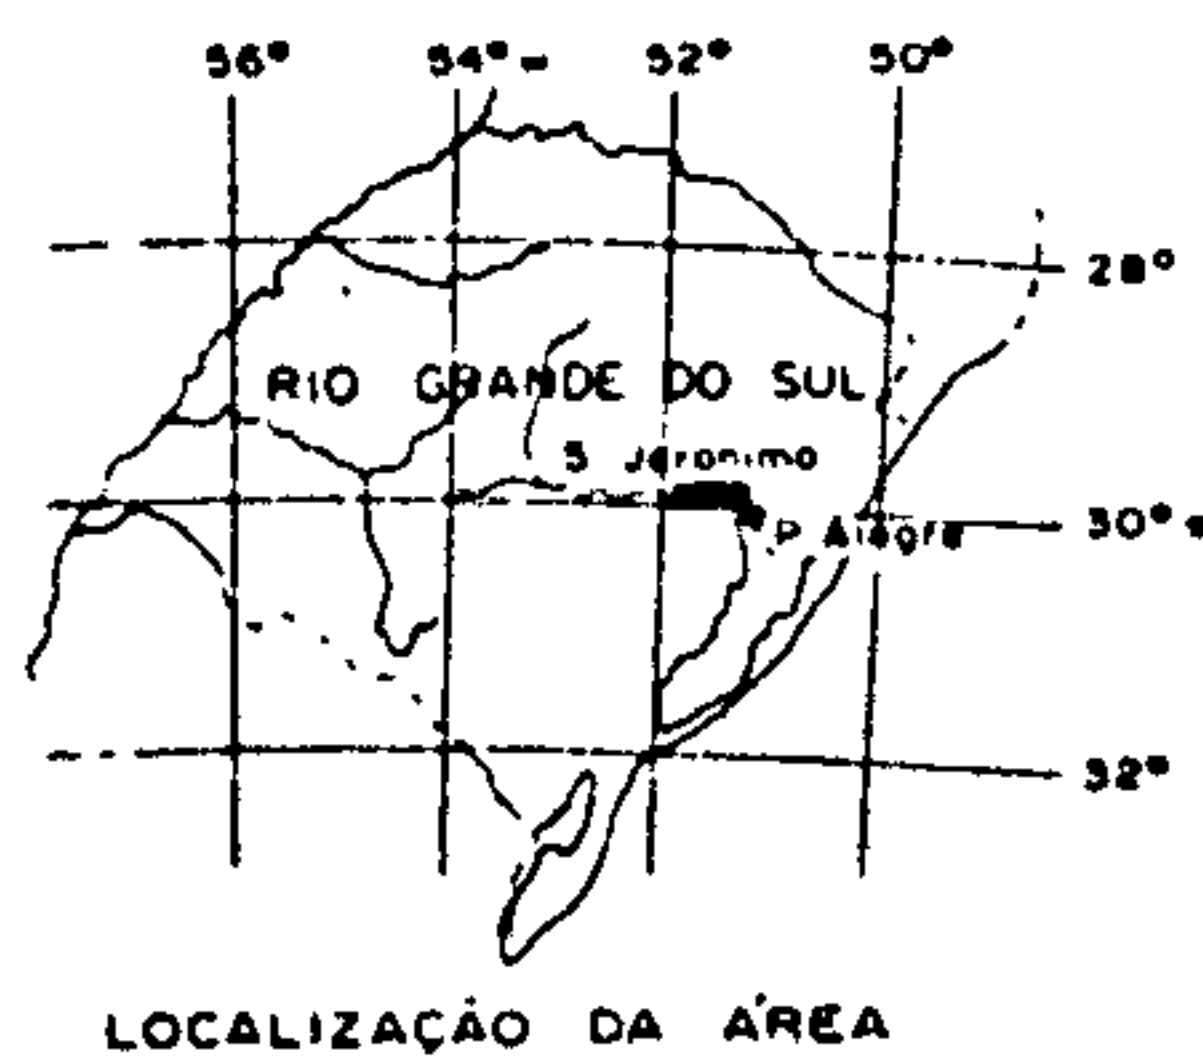 56° 54° 52° 50°
28°
RIO GRANDE DO SUL
S Jeronimo
30°
P. Alegre
32°
LOCALIZAÇÃO DA ÁREA